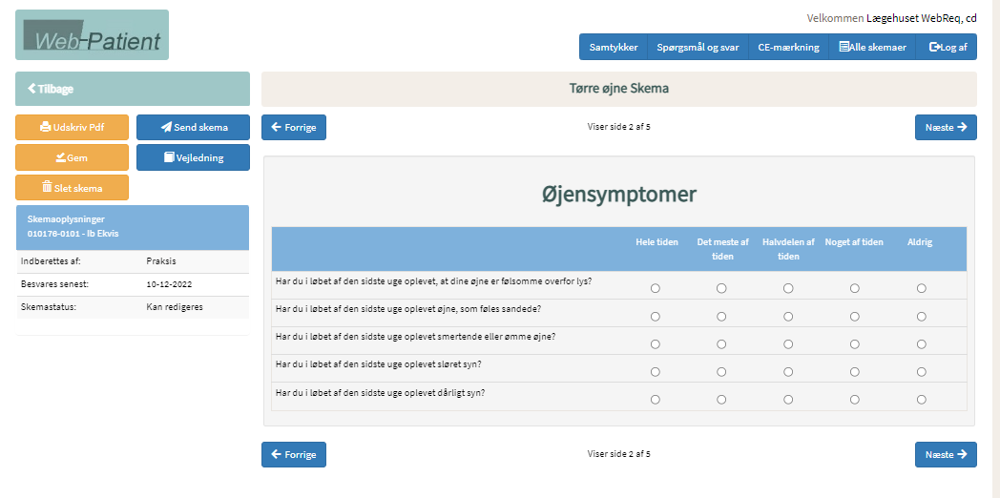 Web-Patient
Velkommen Lægehuset WebReq, cd
Samtykker Spørgsmål og svar CE-mærkning Alle skemaer Log af
Tilbage
Tørre øjne Skema
Udskriv Pdf Send skema
Gem Vejledning
Slet skema
Skemaoplysninger
010176-0101 - Ib Ekvis
Indberettes af: Praksis
Besvares senest: 10-12-2022
Skemastatus: Kan redigeres
Forrige Viser side 2 af 5 Næste
Øjensymptomer
Hele tiden Det meste af tiden Halvdelen af tiden Noget af tiden Aldrig
Har du i løbet af den sidste uge oplevet, at dine øjne er følsomme overfor lys?
Har du i løbet af den sidste uge oplevet øjne, som føles sandede?
Har du i løbet af den sidste uge oplevet smertende eller ømme øjne?
Har du i løbet af den sidste uge oplevet sløret syn?
Har du i løbet af den sidste uge oplevet dårligt syn?
Forrige Viser side 2 af 5 Næste